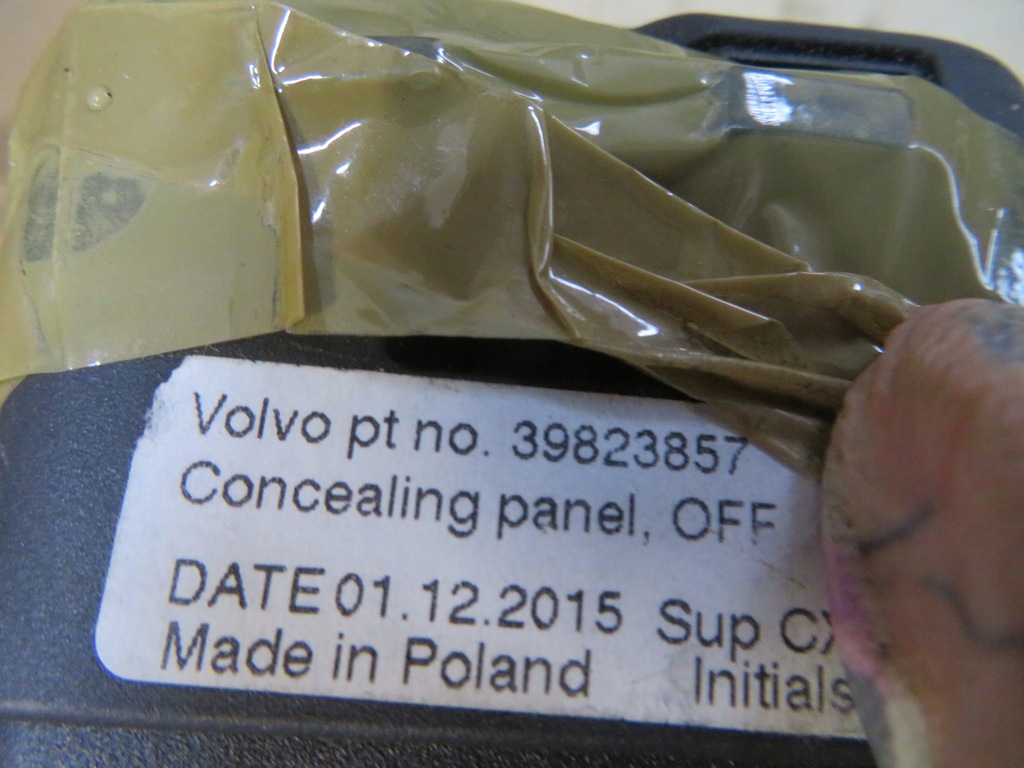 Volvo pt no. 39823857
Concealing panel, OFF
DATE 01.12.2015 Sup
Made in Poland Initials